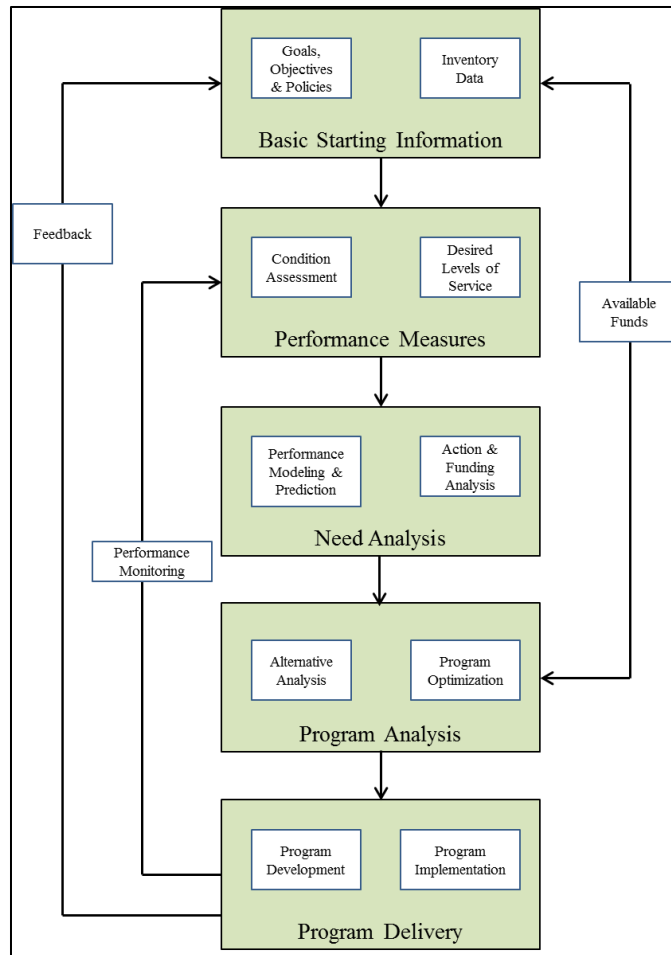 Goals,
Objectives
& Policies
Inventory
Data
Basic Starting Information
Feedback
Condition
Assessment
Desired
Levels of
Service
Performance Measures
Available
Funds
Performance
Modeling &
Prediction
Action &
Funding
Analysis
Need Analysis
Performance
Monitoring
Alternative
Analysis
Program
Optimization
Program Analysis
Program
Development
Program
Implementation
Program Delivery